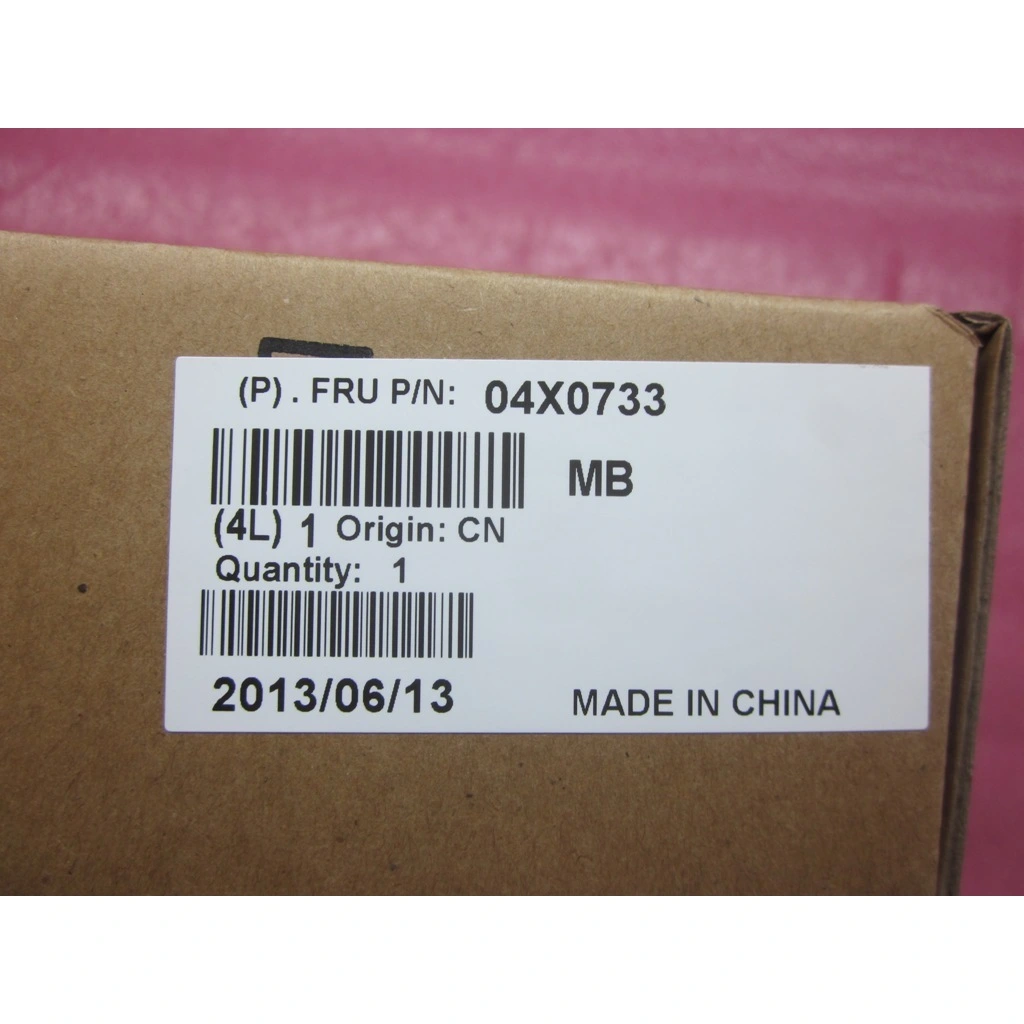 (P) . FRU P/N: 04X0733
MB
(4L) 1 Origin: CN
Quantity: 1
2013/06/13 MADE IN CHINA